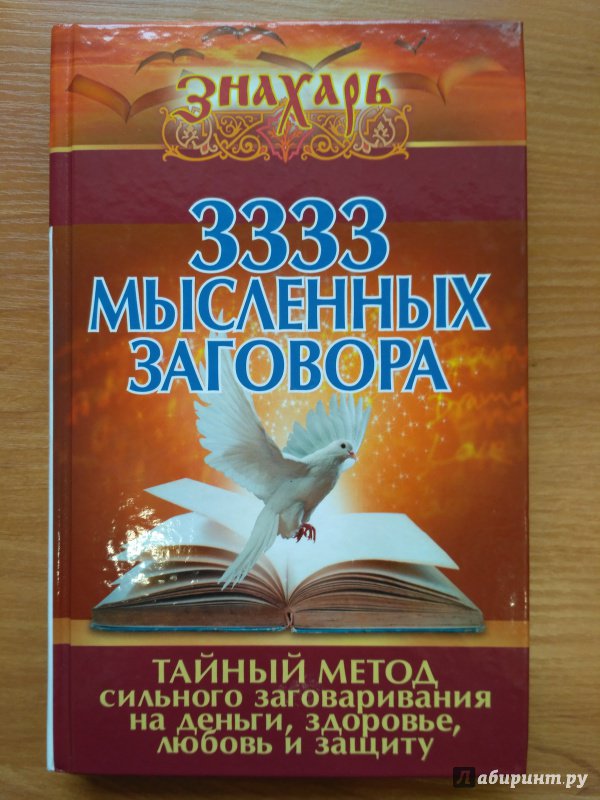 Знахарь
3333
МЫСЛЕННЫХ
ЗАГОВОРА
ТАЙНЫЙ МЕТОД
сильного заговаривания
на деньги, здоровье,
любовь и защиту
Лабиринт.ру